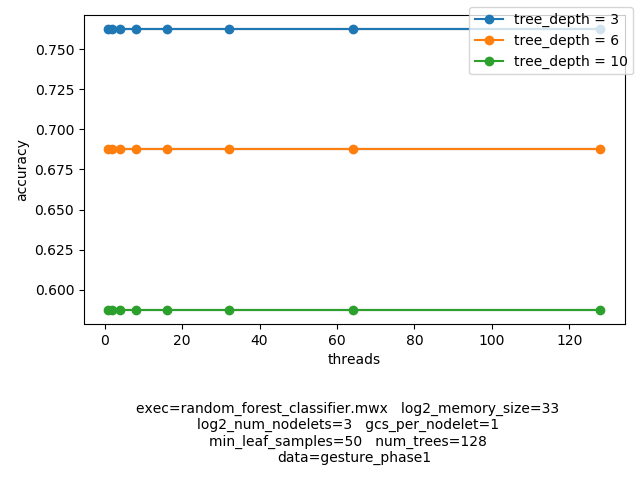 tree_depth = 3
tree_depth = 6
tree_depth = 10
0.750
0.725
0.700
0.675
0.650
0.625
0.600
accuracy
0 20 40 60 80 100 120
threads
exec=random_forest_classifier.mwx log2_memory_size=33
log2_num_nodelets=3 gcs_per_nodelet=1
min_leaf_samples=50 num_trees=128
data=gesture_phase1